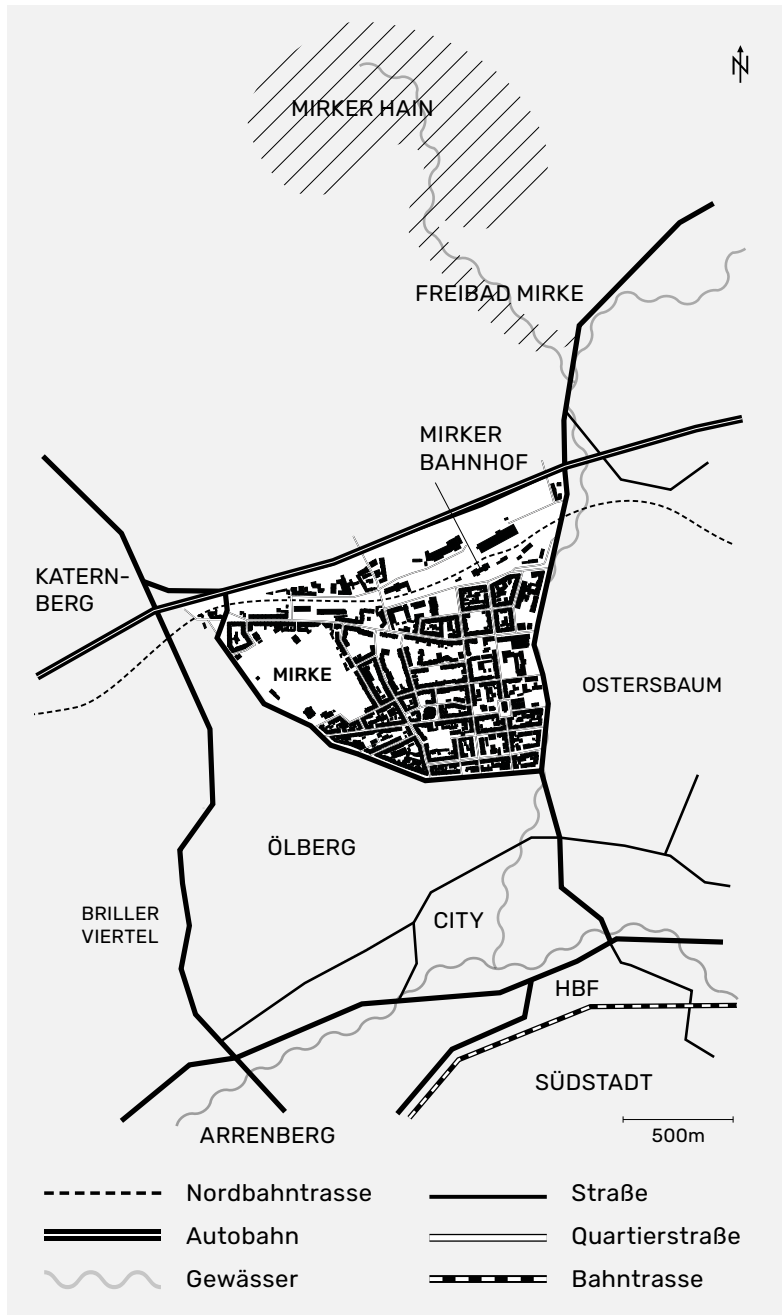 N
MIRKER HAIN
FREIBAD MIRKE
MIRKER
BAHNHOF
KATERN-
BERG
MIRKE
OSTERSBAUM
ÖLBERG
BRILLER
VIERTEL
CITY
HBF
SÜDSTADT
500m
ARRENBERG
Nordbahntrasse
Straße
Autobahn
Quartierstraße
Gewässer
Bahntrasse